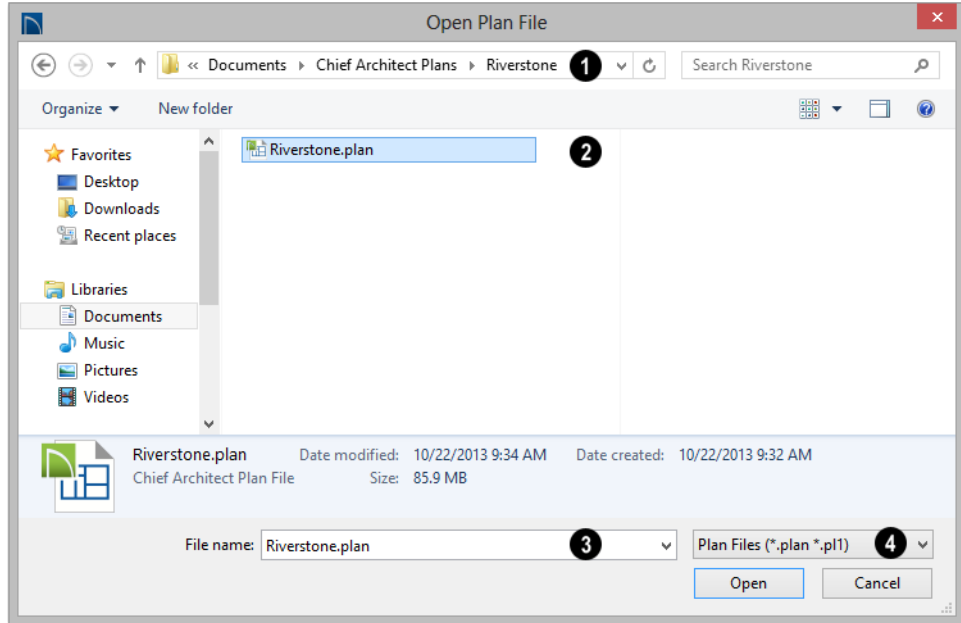 Open Plan File
« Documents Chief Architect Plans Riverstone 1 Search Riverstone
Organize New folder
Favorites
Desktop
Downloads
Recent places
Libraries
Documents
Music
Pictures
Videos
Riverstone.plan 2
Riverstone.plan Date modified: 10/22/2013 9:34 AM Date created: 10/22/2013 9:32 AM
Chief Architect Plan File Size: 85.9 MB
File name: Riverstone.plan 3 Plan Files (*.plan *.pl1) 4
Open Cancel